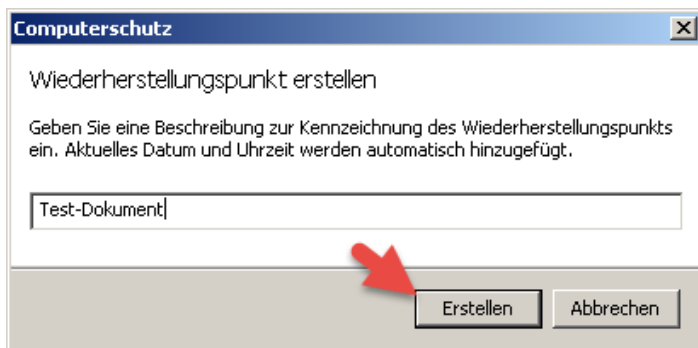 Computerschutz
Wiederherstellungspunkt erstellen
Geben Sie eine Beschreibung zur Kennzeichnung des Wiederherstellungspunkts
ein. Aktuelles Datum und Uhrzeit werden automatisch hinzugefügt.
Test-Dokument
Erstellen Abbrechen